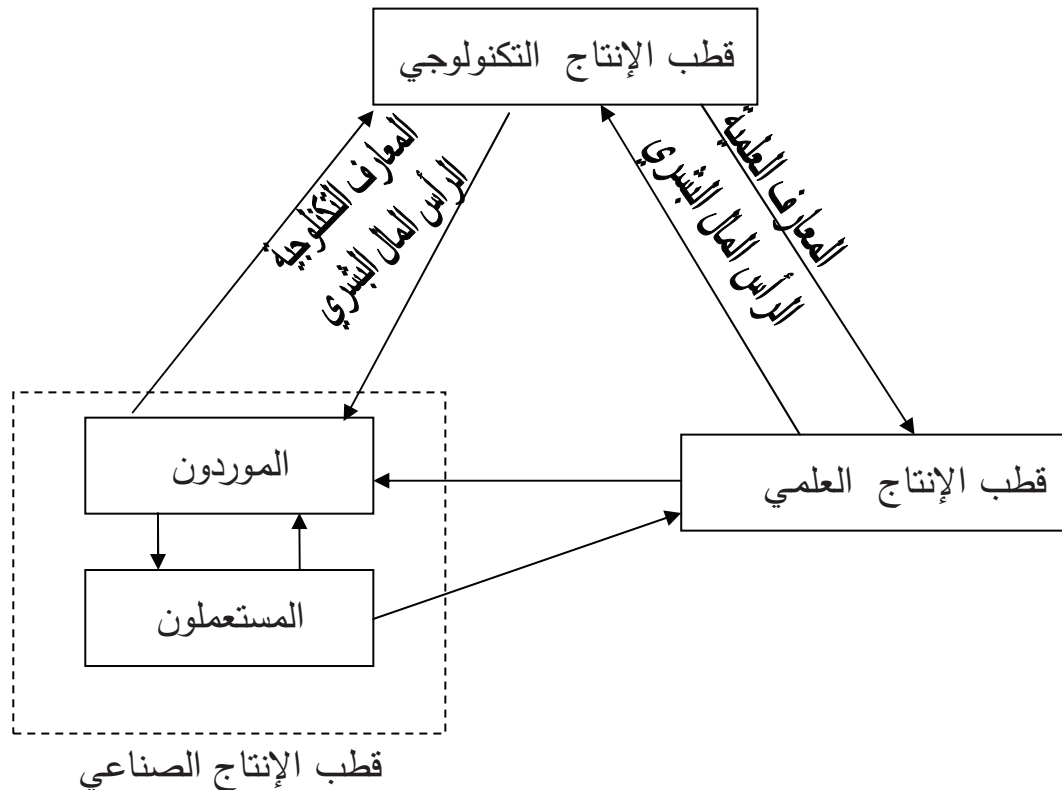 قطب الإنتاج التكنولوجي
المعارف العلمية
الرأس المال البشري
المعارف التكنلوجية
الرأس المال البشري
قطب الإنتاج العلمي
الموردون
المستعملون
قطب الإنتاج الصناعي